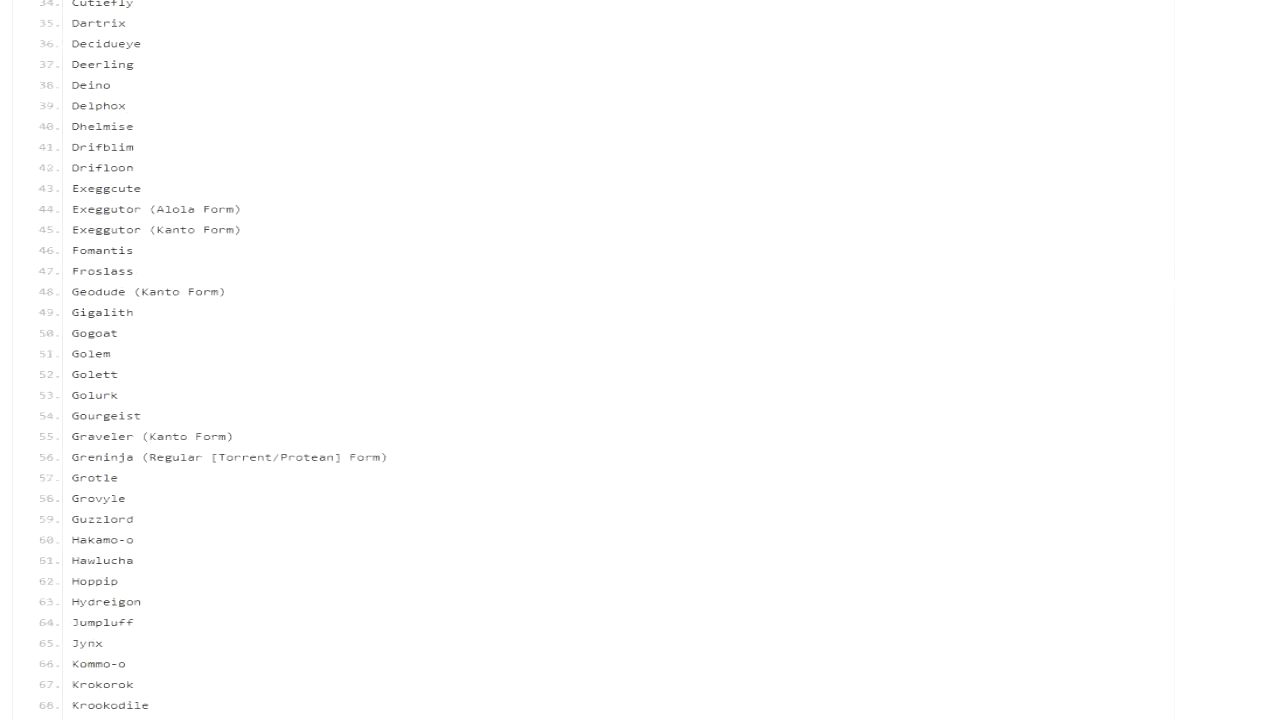 34. Cutiefly
35. Dartrix
36. Decidueye
37. Deerling
38. Deino
39. Delphox
40. Dhelmise
41. Drifblim
42. Drifloon
43. Exeggcute
44. Exeggutor (Alola Form)
45. Exeggutor (Kanto Form)
46. Fomantis
47. Froslass
48. Geodude (Kanto Form)
49. Gigalith
50. Gogoat
51. Golem
52. Golett
53. Golurk
54. Gourgeist
55. Graveler (Kanto Form)
56. Greninja (Regular [Torrent/Protean] Form)
57. Grotle
58. Grovyle
59. Guzzlord
60. Hakamo-o
61. Hawlucha
62. Hoppip
63. Hydreigon
64. Jumpluff
65. Jynx
66. Kommo-o
67. Krokorok
68. Krookodile